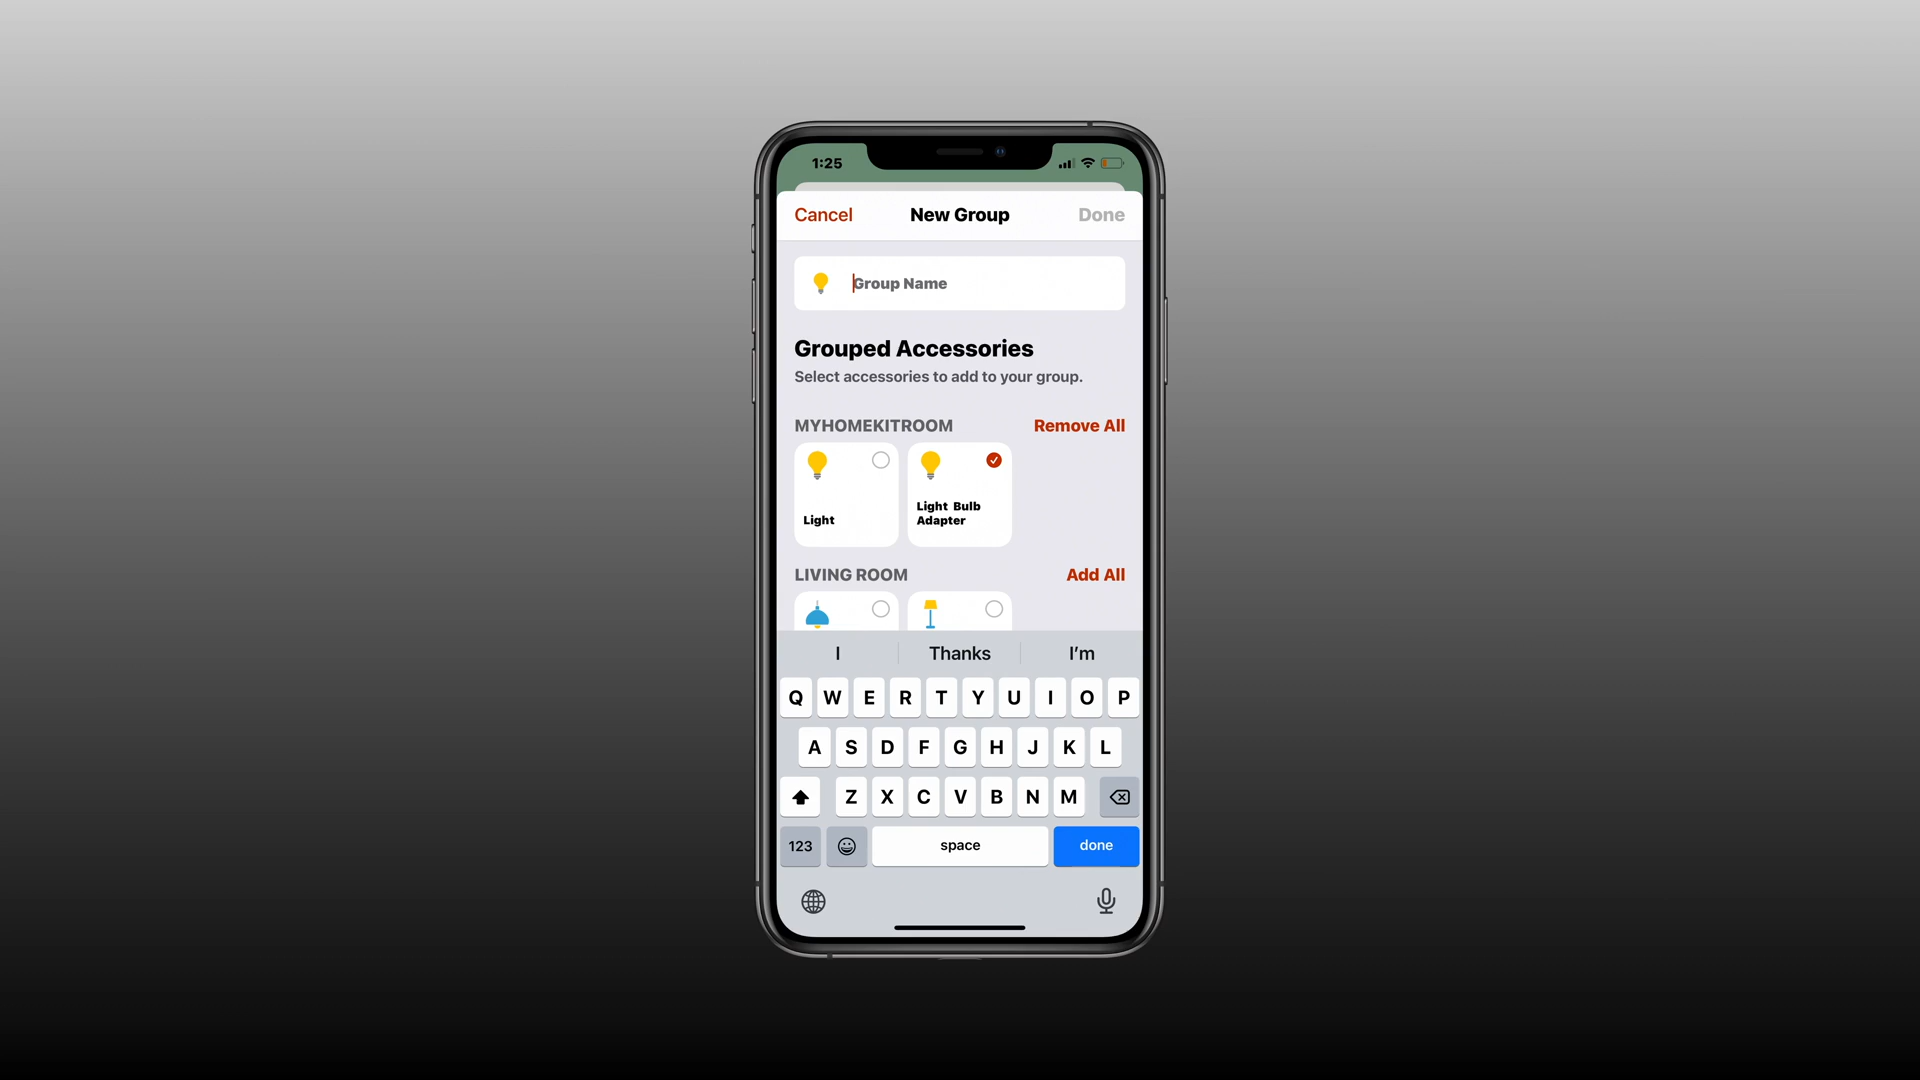 1:25
Cancel New Group Done
Group Name
Grouped Accessories
Select accessories to add to your group.
MYHOMEKITROOM Remove All
Light
Light Bulb
Adapter
LIVING ROOM Add All
I Thanks I'm
Q W E R T Y U I O P
A S D F G H J K L
Z X C V B N M
123 space done